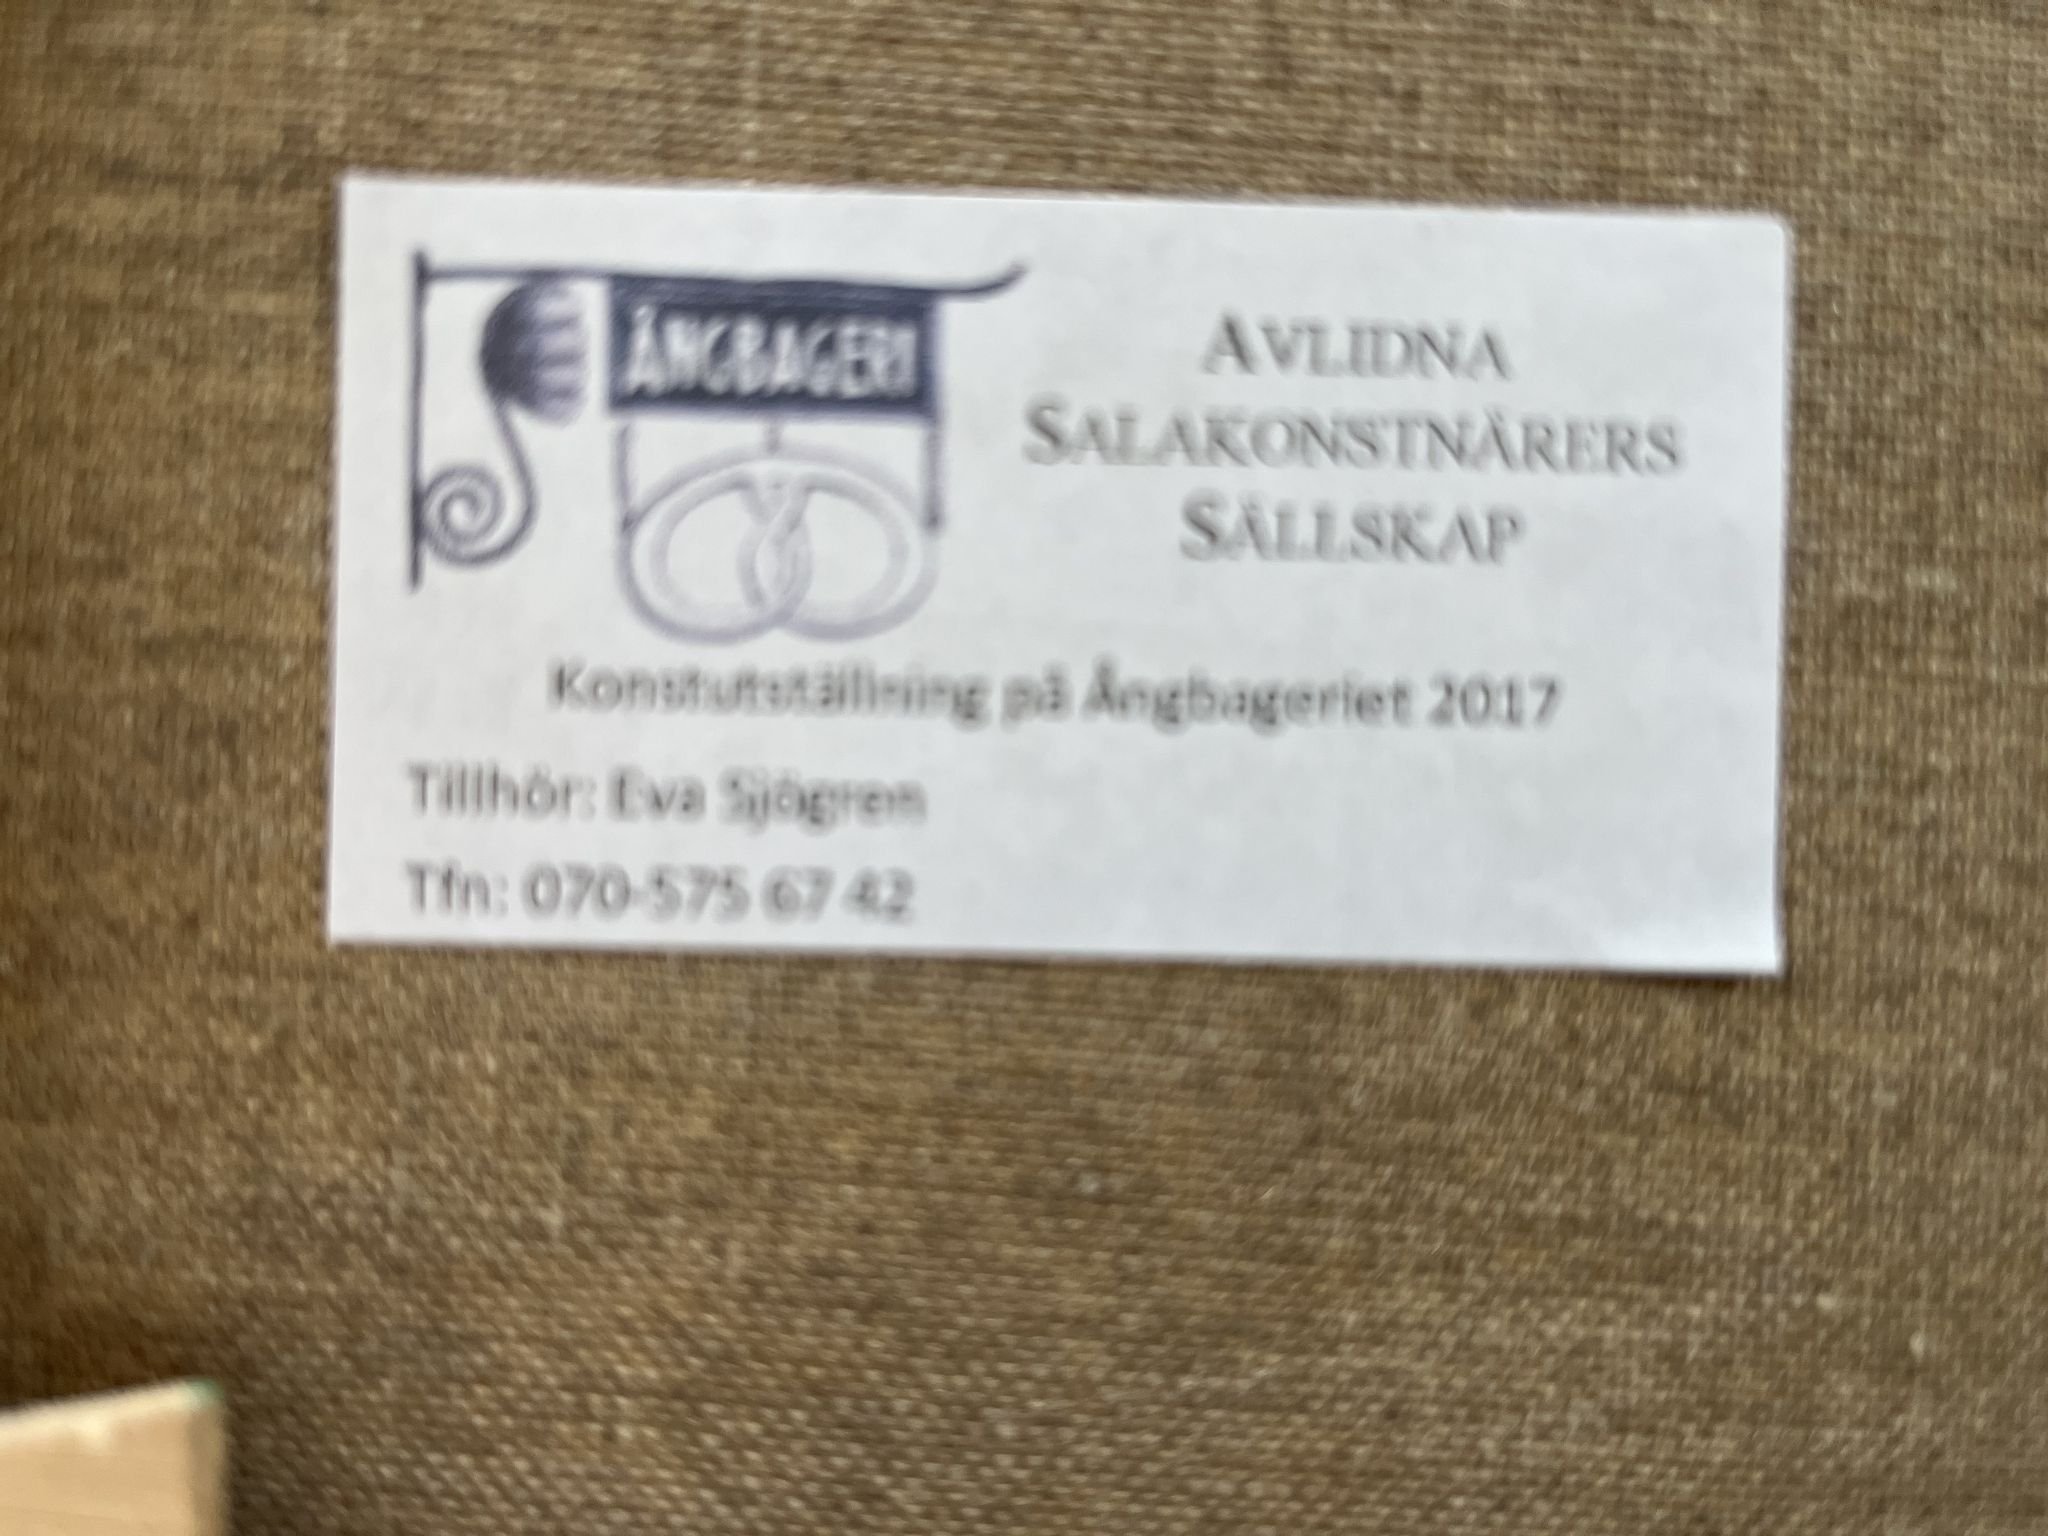 ÅNGBAGERI
AVLIDNA
SALAKONSTNÄRERS
SÄLLSKAP
Konstutställning på Ångbageriet 2017
Tillhör: Eva Sjögren
Tfn: 070-575 67 42